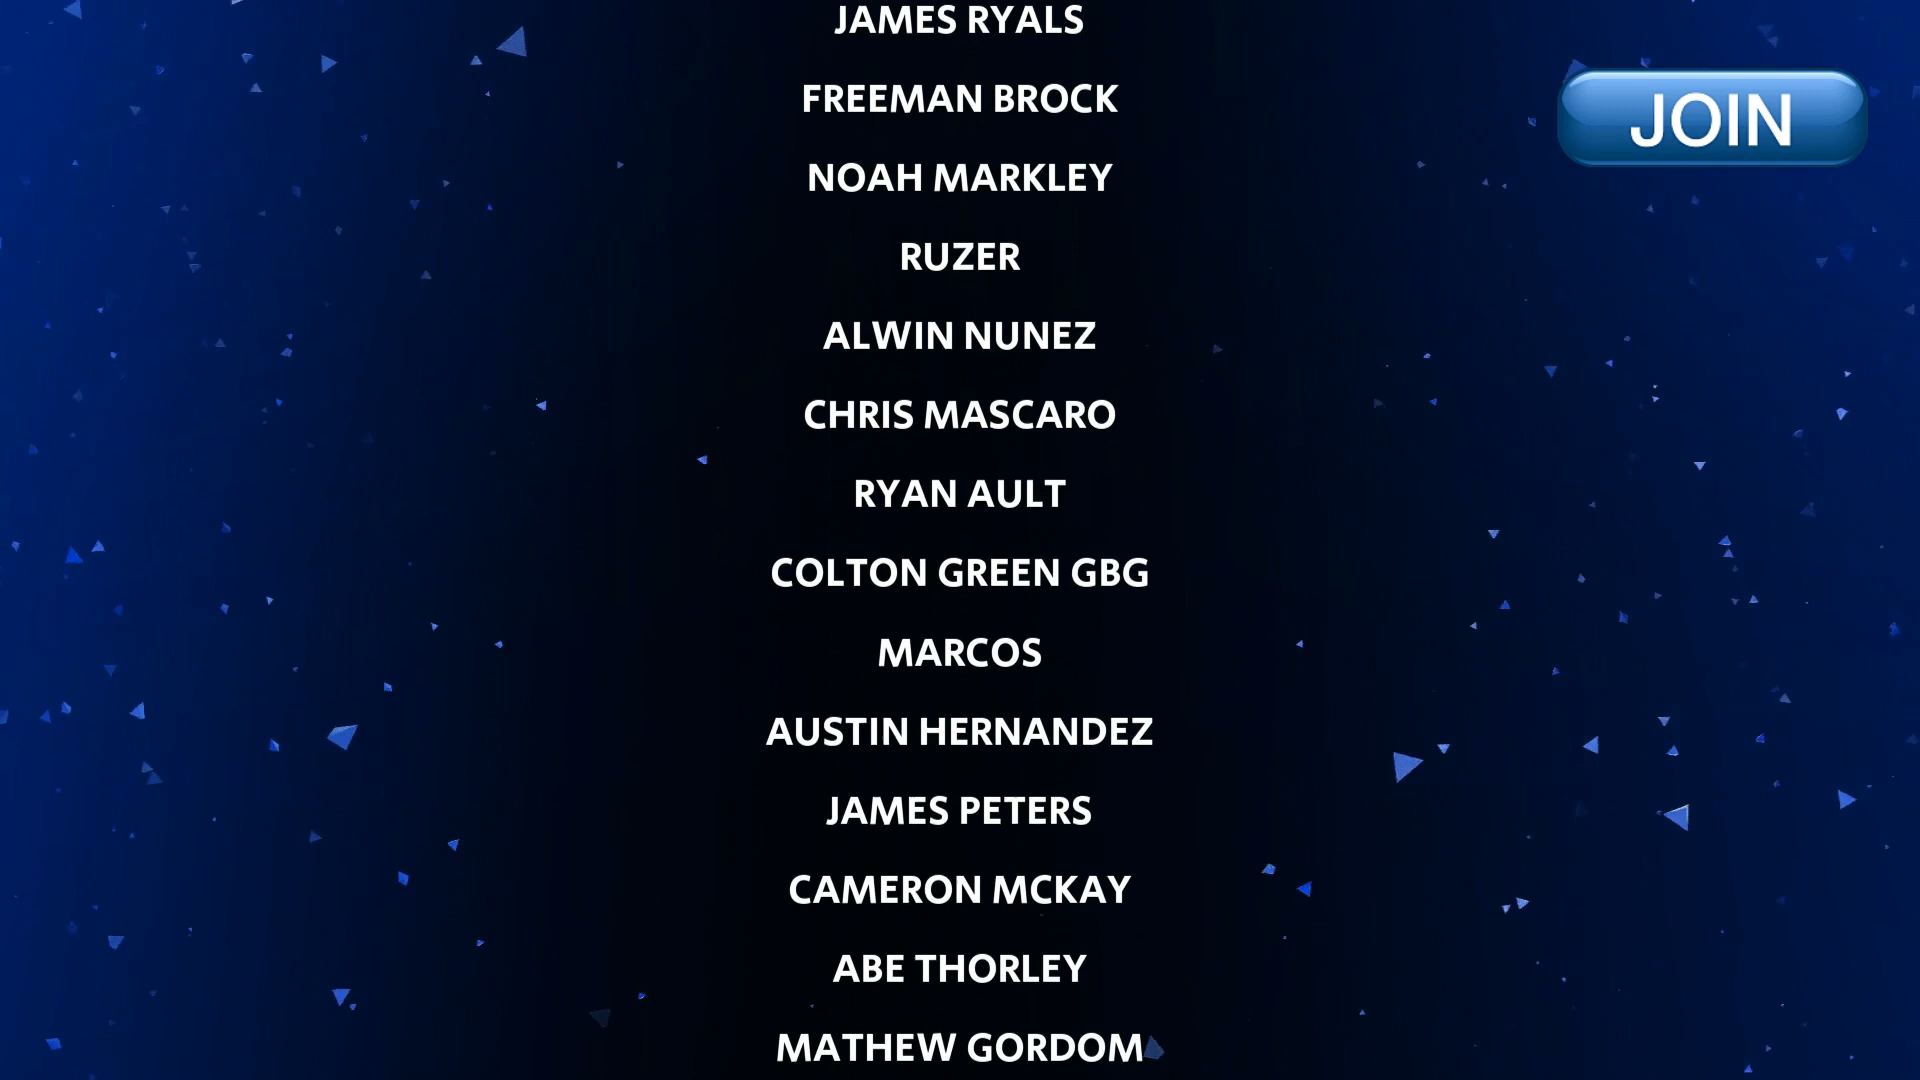 JAMES RYALS
FREEMAN BROCK
JOIN
NOAH MARKLEY
RUZER
ALWIN NUNEZ
CHRIS MASCARO
RYAN AULT
COLTON GREEN GBG
MARCOS
AUSTIN HERNANDEZ
JAMES PETERS
CAMERON MCKAY
ABE THORLEY
MATHEW GORDOM